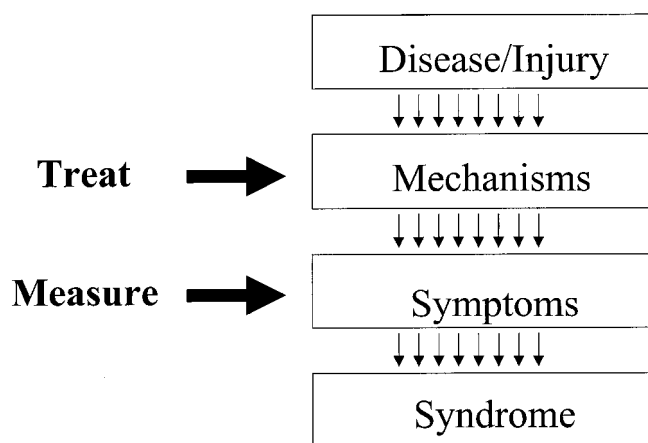 Disease/Injury
Treat
Mechanisms
Measure
Symptoms
Syndrome